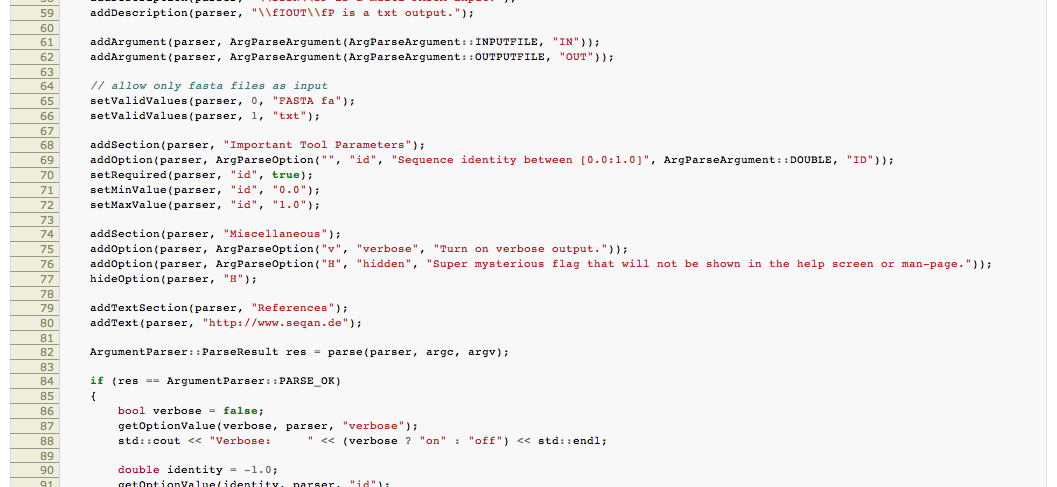 59 addDescription(parser, "\\fIOUT\\fP is a txt output.");
60
61 addArgument(parser, ArgParseArgument(ArgParseArgument::INPUTFILE, "IN"));
62 addArgument(parser, ArgParseArgument(ArgParseArgument::OUTPUTFILE, "OUT"));
63
64 // allow only fasta files as input
65 setValidValues(parser, 0, "FASTA fa");
66 setValidValues(parser, 1, "txt");
67
68 addSection(parser, "Important Tool Parameters");
69 addOption(parser, ArgParseOption("", "id", "Sequence identity between [0.0:1.0]", ArgParseArgument::DOUBLE, "ID"));
70 setRequired(parser, "id", true);
71 setMinValue(parser, "id", "0.0");
72 setMaxValue(parser, "id", "1.0");
73
74 addSection(parser, "Miscellaneous");
75 addOption(parser, ArgParseOption("v", "verbose", "Turn on verbose output."));
76 addOption(parser, ArgParseOption("H", "hidden", "Super mysterious flag that will not be shown in the help screen or man-page."));
77 hideOption(parser, "H");
78
79 addTextSection(parser, "References");
80 addText(parser, "http://www.seqan.de");
81
82 ArgumentParser::ParseResult res = parse(parser, argc, argv);
83
84 if (res == ArgumentParser::PARSE_OK)
85 {
86 bool verbose = false;
87 getOptionValue(verbose, parser, "verbose");
88 std::cout << "Verbose:     " << (verbose ? "on" : "off") << std::endl;
89
90 double identity = -1.0;
91 getOptionValue(identity, parser, "id");